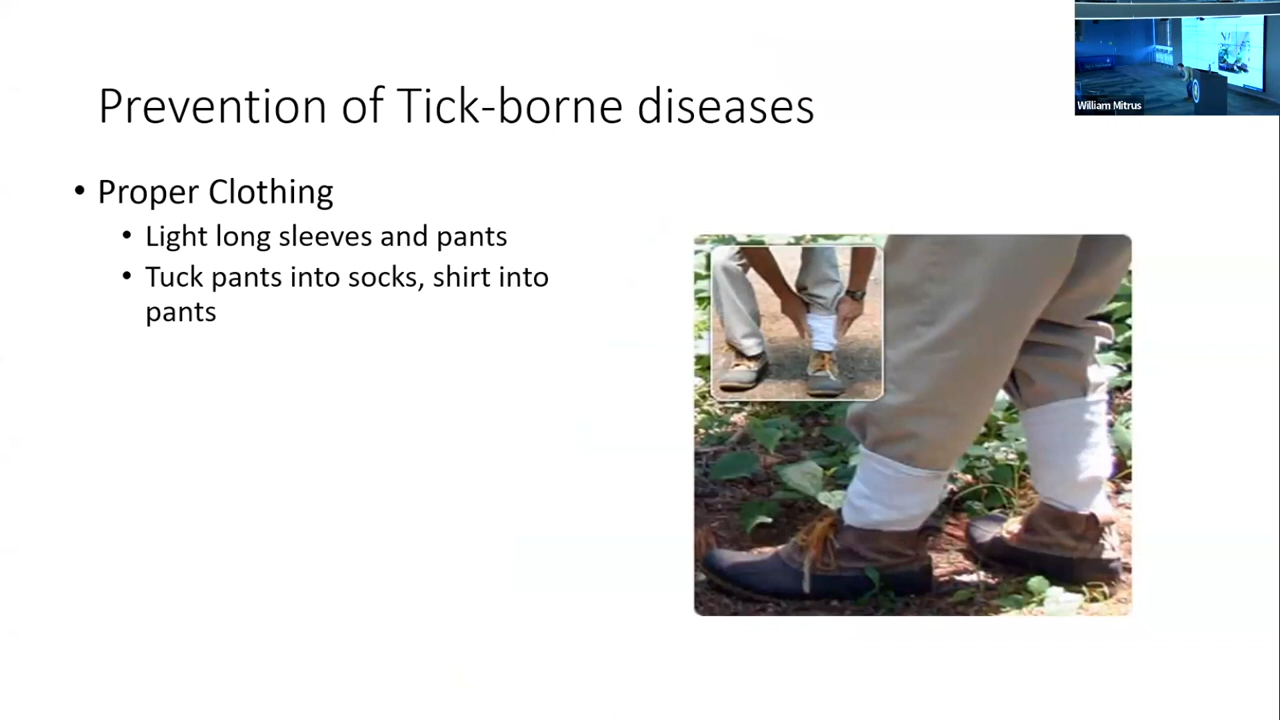 Prevention of Tick-borne diseases
William Mitrus
• Proper Clothing
• Light long sleeves and pants
• Tuck pants into socks, shirt into
pants